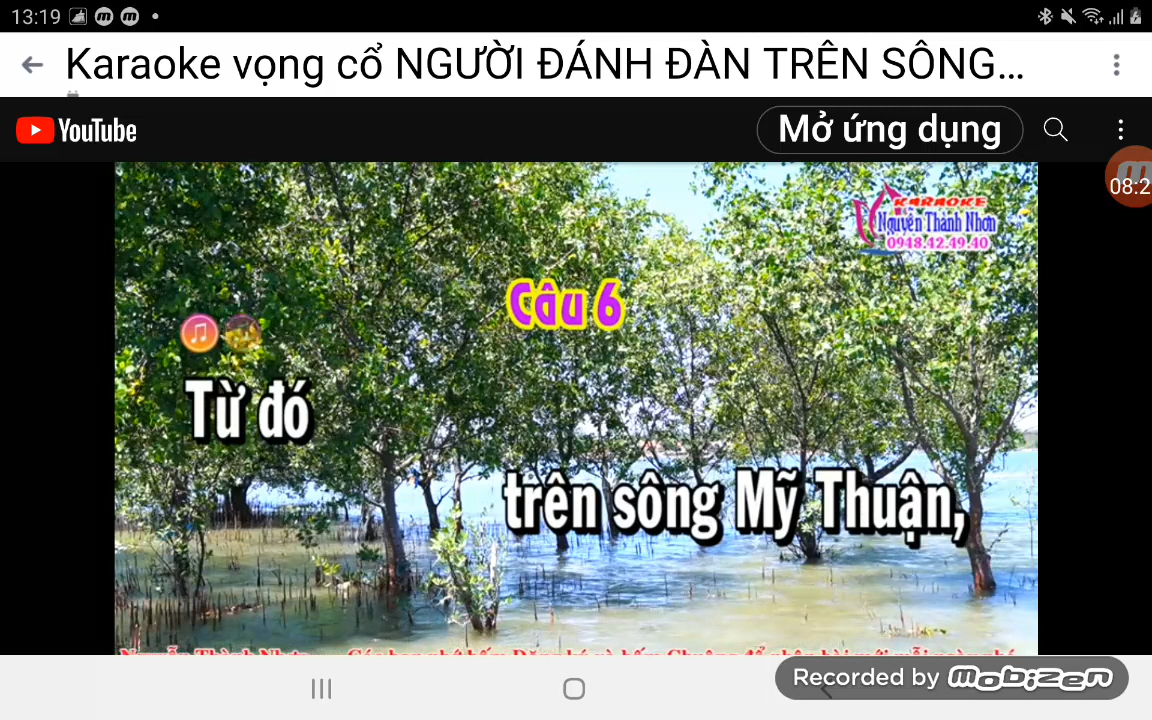 13:19
Karaoke vọng cổ NGƯỜI ĐÁNH ĐÀN TRÊN SÔNG...
YouTube
Mở ứng dụng
08:2
KARAOKE
Nguyễn Thành Nhơn
0948.42.49.40
Câu 6
Từ đó
trên sông Mỹ Thuận,
Recorded by mobizen